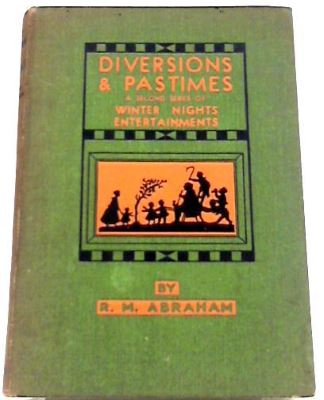 DIVERSIONS
& PASTIMES
A SECOND SERIES OF
WINTER NIGHTS
ENTERTAINMENTS
BY
R. M. ABRAHAM